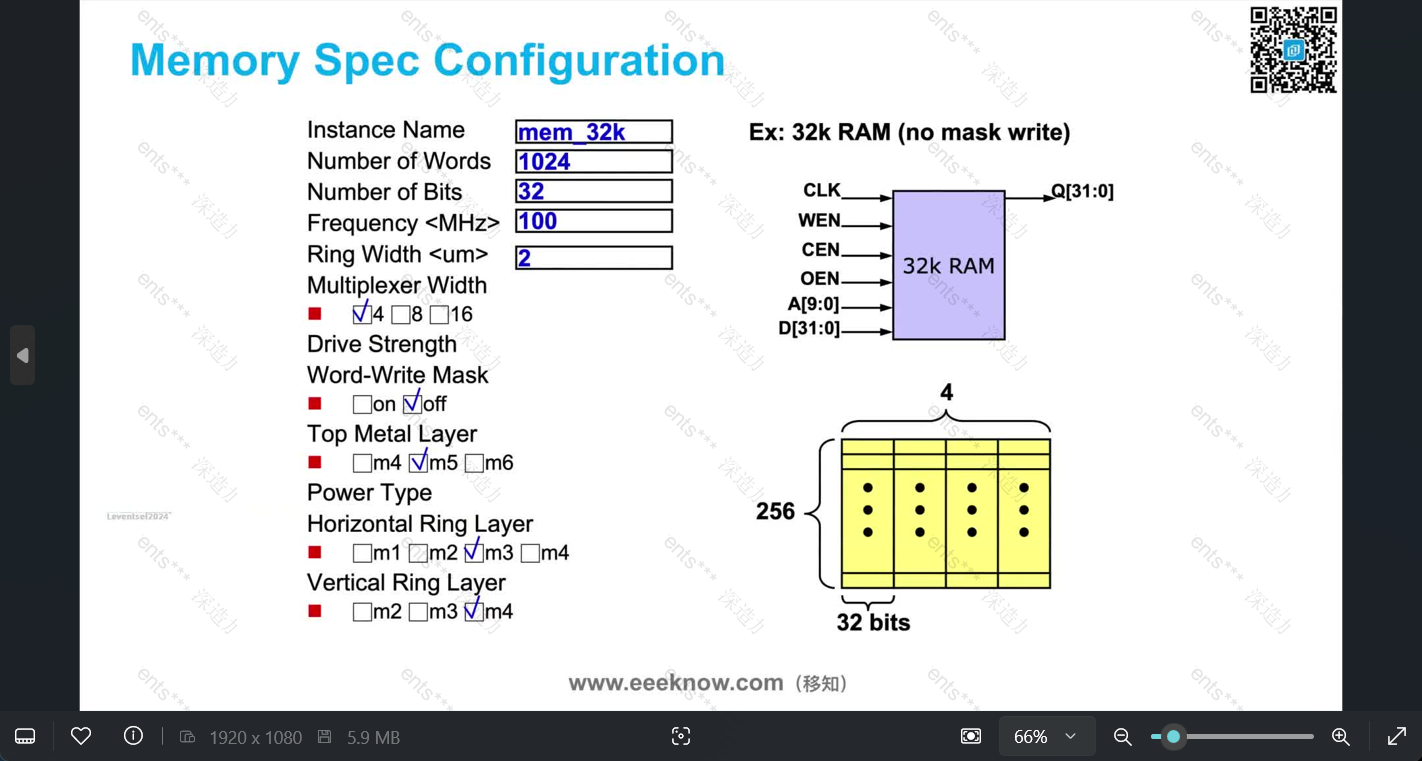 Memory Spec Configuration
Instance Name mem_32k
Number of Words 1024
Number of Bits 32
Frequency <MHz> 100
Ring Width <um> 2
Multiplexer Width
4 8 16
Drive Strength
Word-Write Mask
on off
Top Metal Layer
m4 m5 m6
Power Type
Horizontal Ring Layer
m1 m2 m3 m4
Vertical Ring Layer
m2 m3 m4
Ex: 32k RAM (no mask write)
CLK
WEN
CEN
OEN
A[9:0]
D[31:0]
32k RAM
Q[31:0]
4
256
32 bits
Leventsel2024
www.eeeknow.com（移知）
ents***
深造力
1920 x 1080
5.9 MB
66%